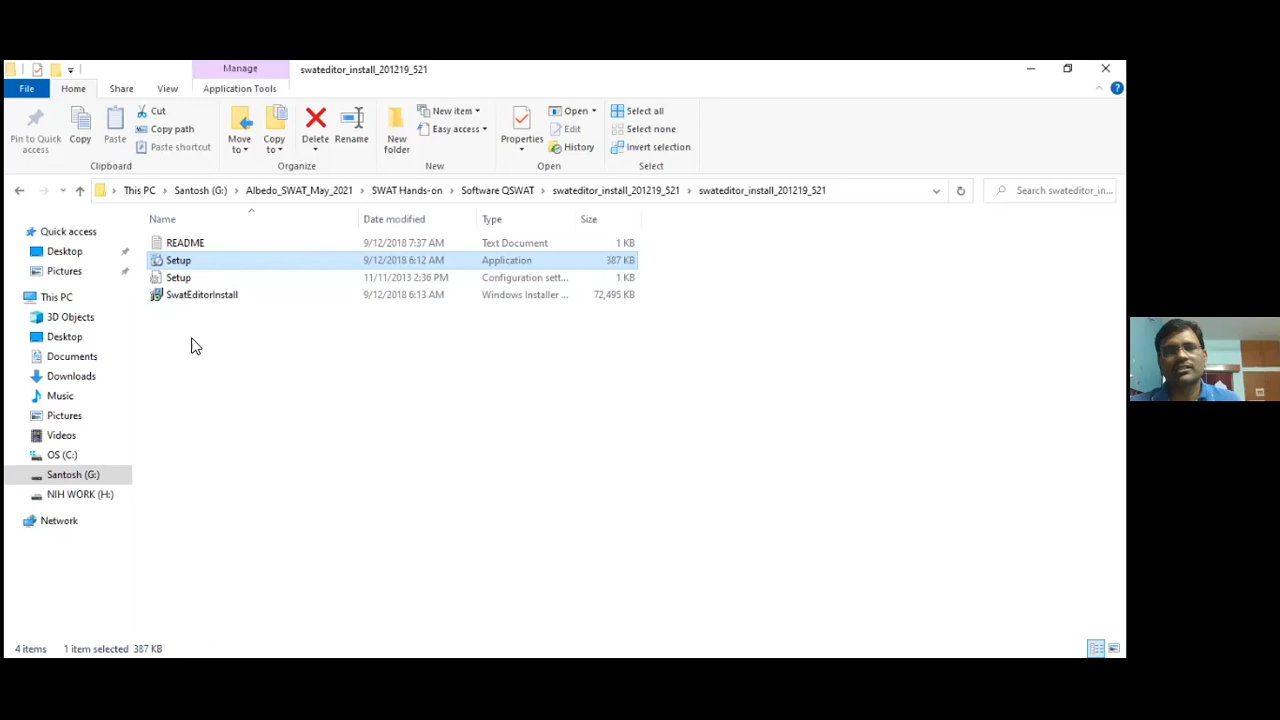 Manage
swateditor_install_201219_521
File
Home
Share
View
Application Tools
Pin to Quick access
Copy
Paste
Cut
Copy path
Paste shortcut
Clipboard
Move to
Copy to
Delete
Rename
Organize
New folder
New item
Easy access
New
Properties
Open
Edit
History
Open
Select all
Select none
Invert selection
Select
This PC > Santosh (G:) > Albedo_SWAT_May_2021 > SWAT Hands-on > Software QSWAT > swateditor_install_201219_521 > swateditor_install_201219_521
Search swateditor_in...
Name Date modified Type Size
README 9/12/2018 7:37 AM Text Document 1 KB
Setup 9/12/2018 6:12 AM Application 387 KB
Setup 11/11/2013 2:36 PM Configuration sett... 1 KB
SwatEditorInstall 9/12/2018 6:13 AM Windows Installer ... 72,495 KB
Quick access
Desktop
Pictures
This PC
3D Objects
Desktop
Documents
Downloads
Music
Pictures
Videos
OS (C:)
Santosh (G:)
NIH WORK (H:)
Network
4 items 1 item selected 387 KB